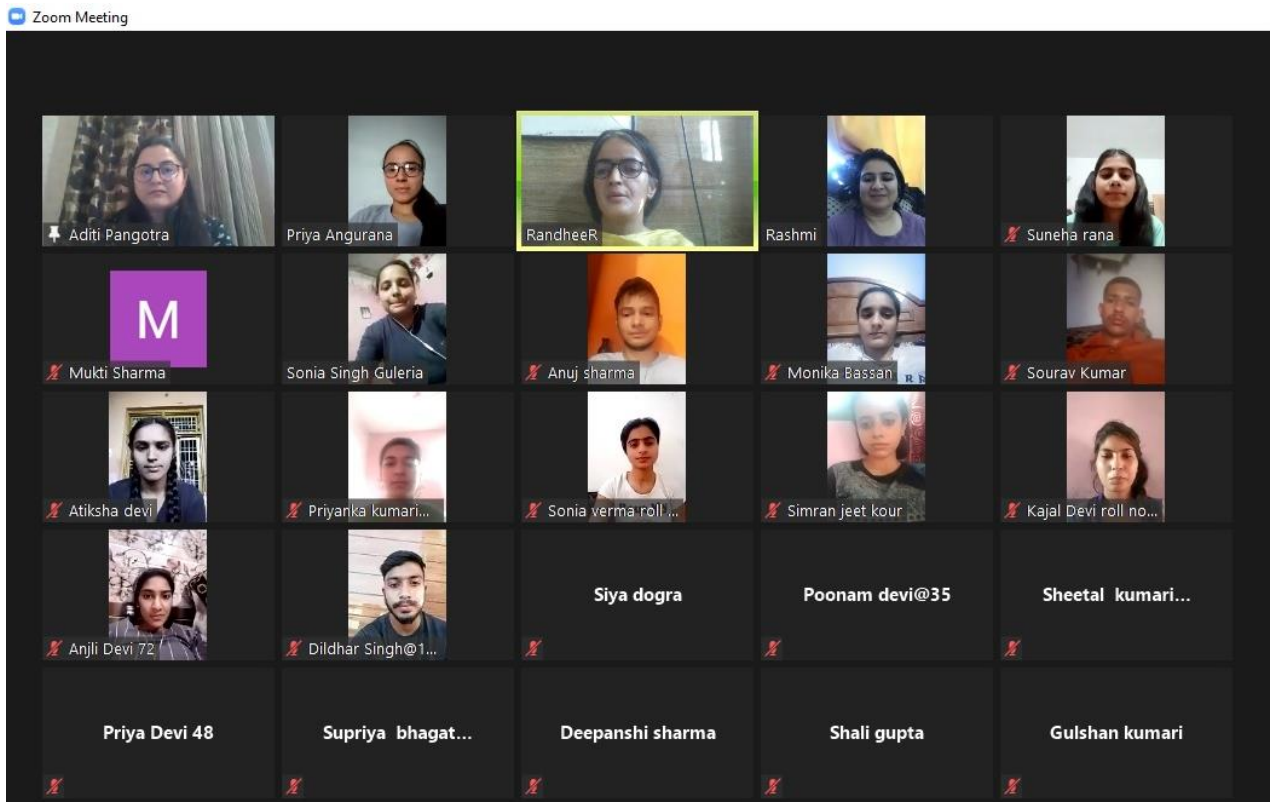 Zoom Meeting
Aditi Pangotra
Priya Angurana
RandheeR
Rashmi
Suneha rana
M
Mukti Sharma
Sonia Singh Guleria
Anuj sharma
Monika Bassan
Sourav Kumar
Atiksha devi
Priyanka kumari...
Sonia verma roll ...
Simran jeet kour
Kajal Devi roll no...
Anjli Devi 72
Dildhar Singh@1...
Siya dogra
Poonam devi@35
Sheetal kumari...
Priya Devi 48
Supriya bhagat...
Deepanshi sharma
Shali gupta
Gulshan kumari